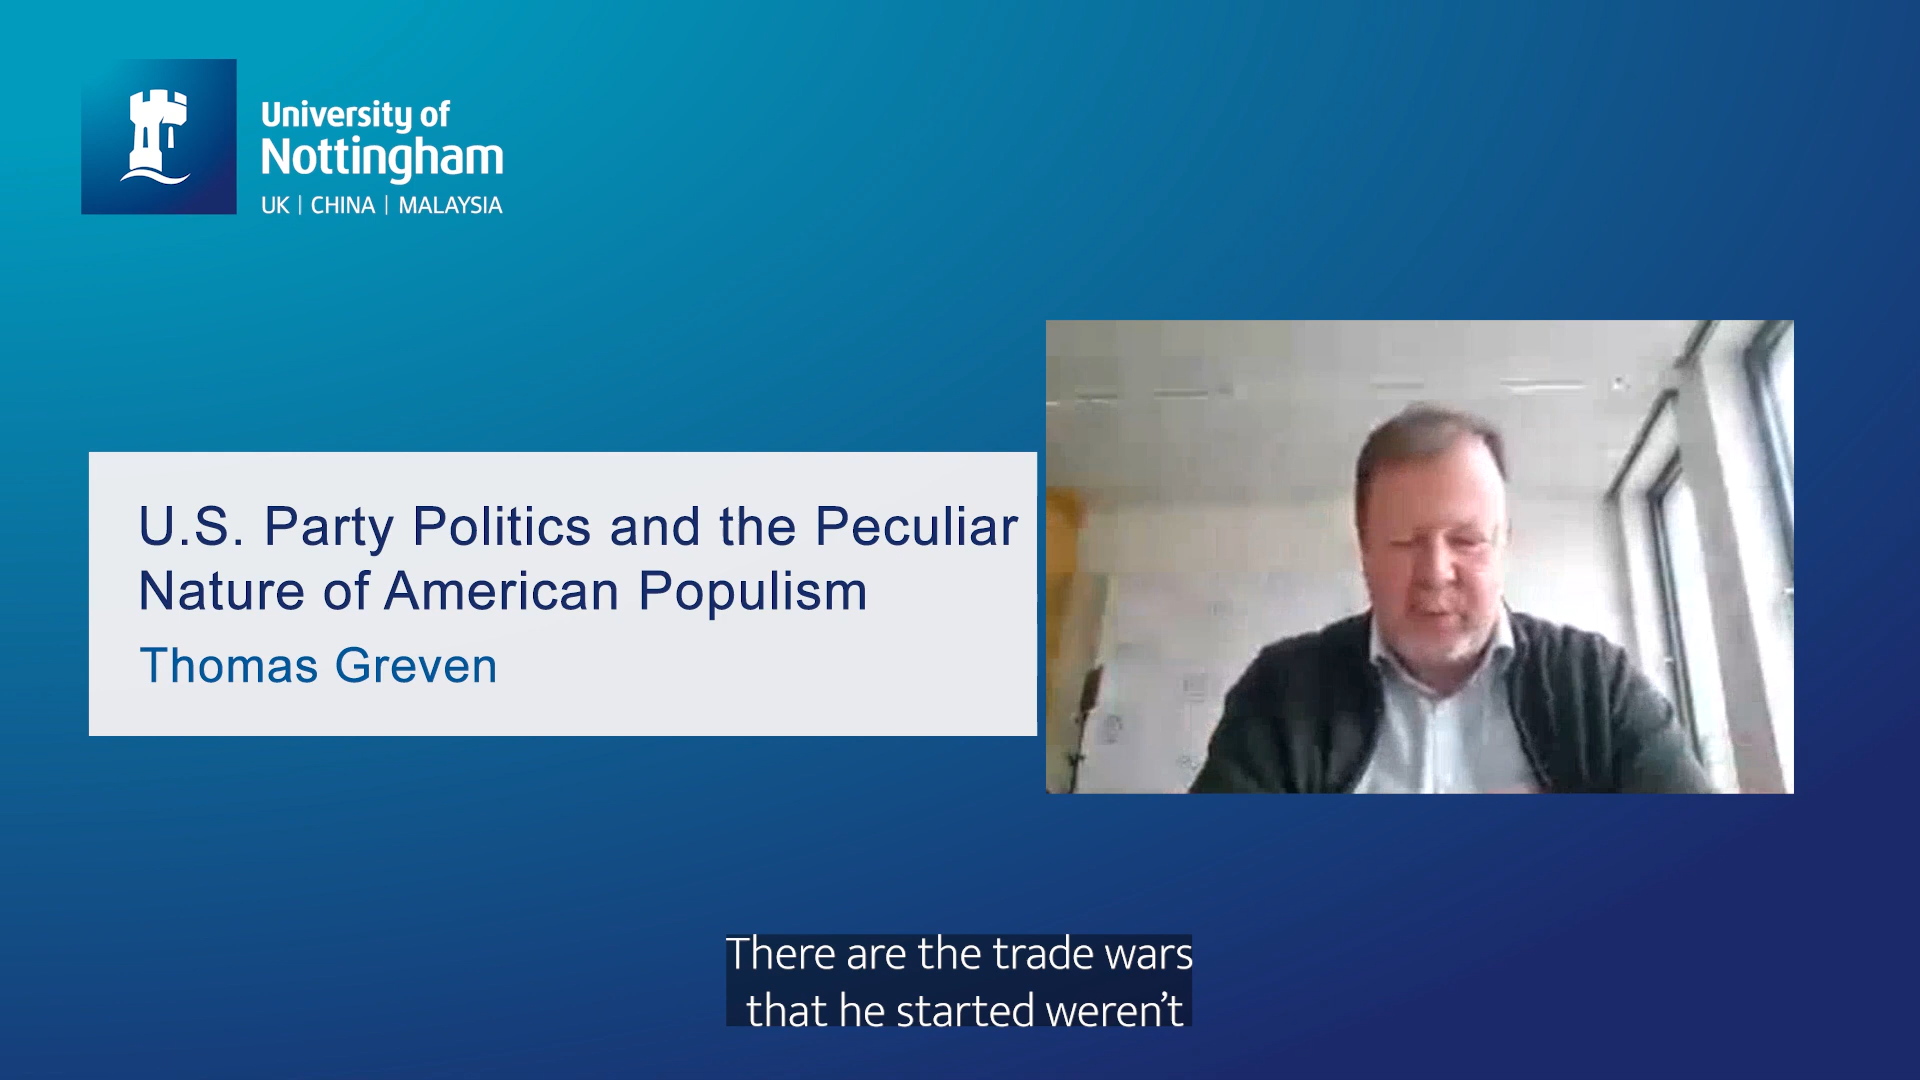 University of
Nottingham
UK | CHINA | MALAYSIA
U.S. Party Politics and the Peculiar
Nature of American Populism
Thomas Greven
There are the trade wars
that he started weren't